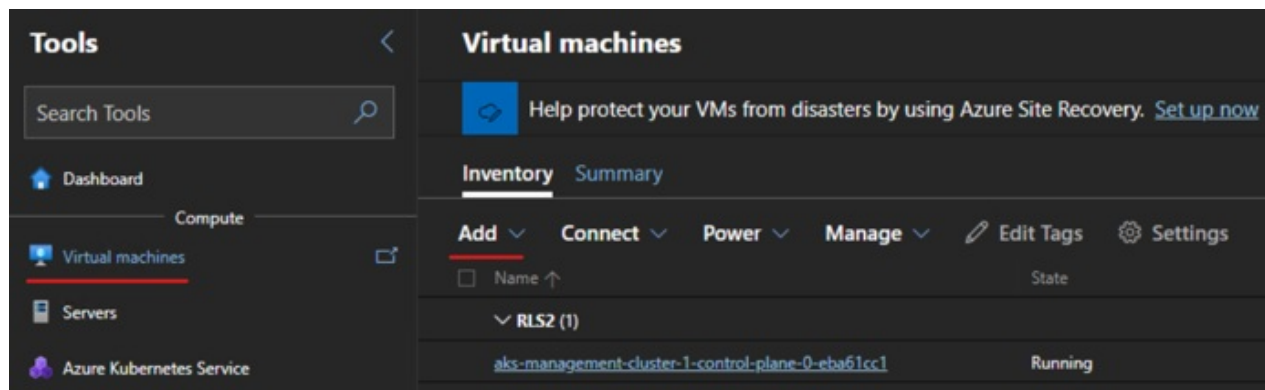 Tools
Search Tools
Dashboard
Compute
Virtual machines
Servers
Azure Kubernetes Service
Virtual machines
Help protect your VMs from disasters by using Azure Site Recovery. Set up now
Inventory Summary
Add Connect Power Manage Edit Tags Settings
Name State
RLS2 (1)
aks-management-cluster-1-control-plane-0-eba61cc1 Running